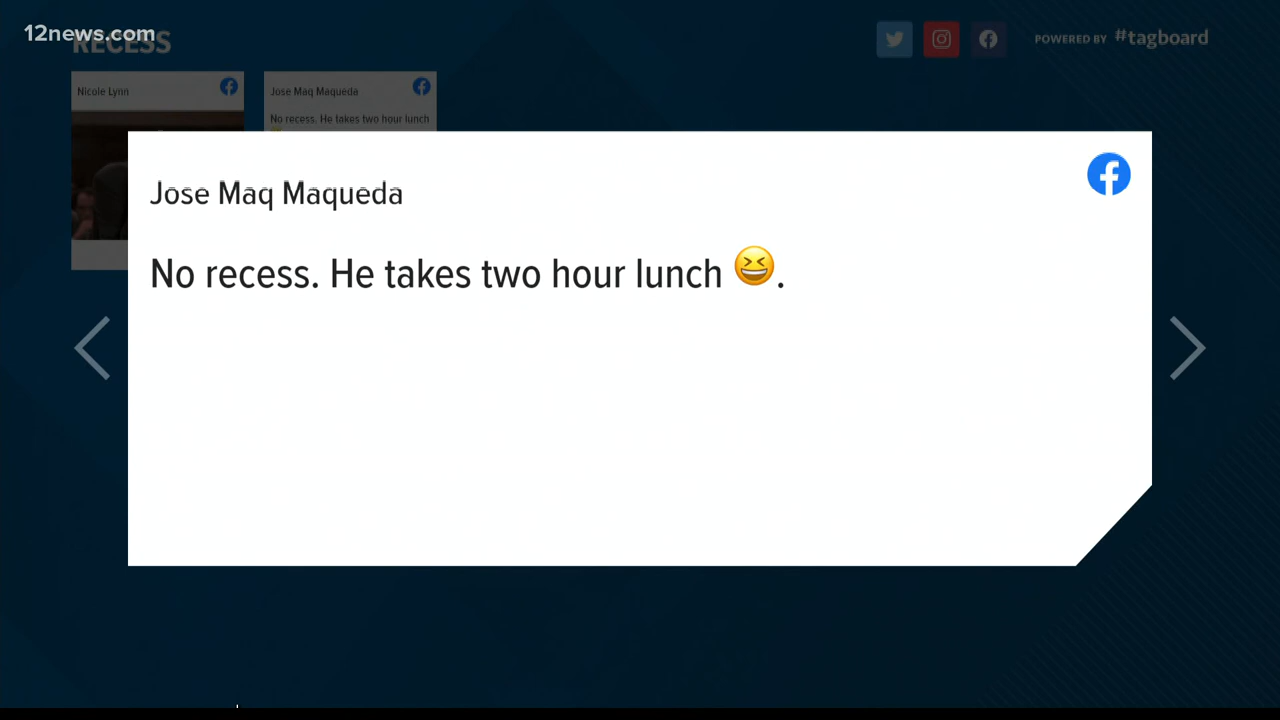 12news.com
RECESS
POWERED BY #tagboard
Nicole Lynn
Jose Maq Maqueda
No recess. He takes two hour lunch
Jose Maq Maqueda
No recess. He takes two hour lunch 😆.